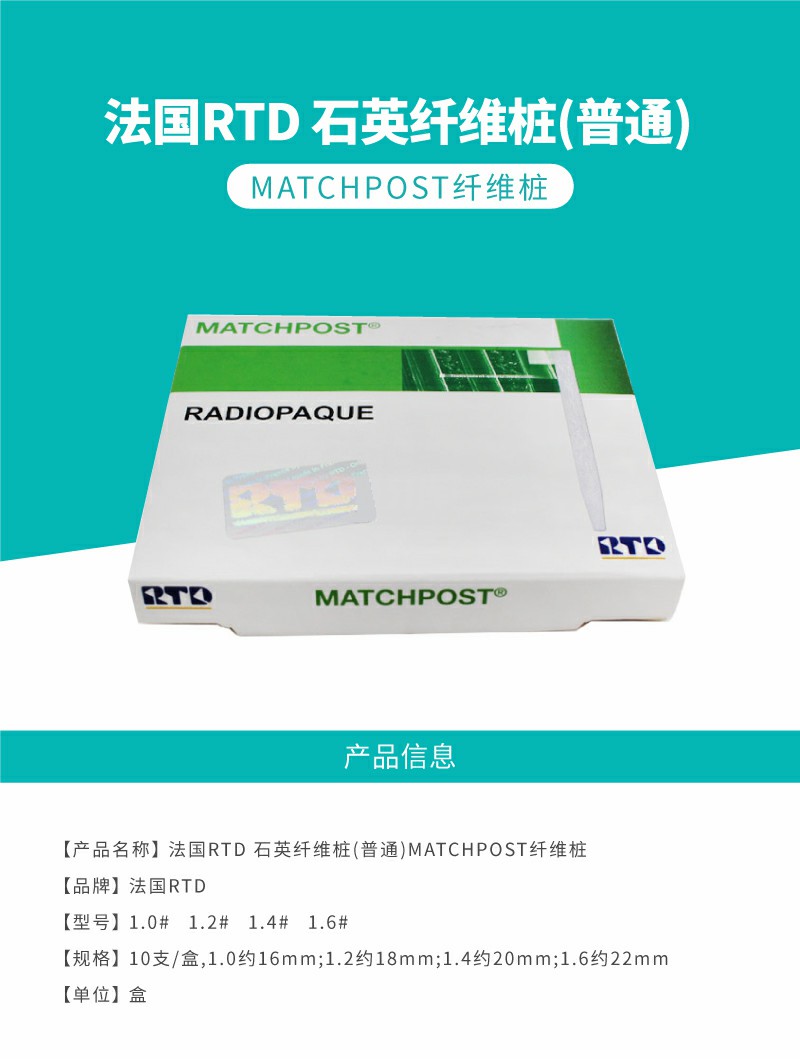 法国RTD 石英纤维桩(普通)
MATCHPOST纤维桩
MATCHPOST®
RADIOPAQUE
RTD
RTD
RTD
MATCHPOST®
产品信息
【产品名称】法国RTD 石英纤维桩(普通)MATCHPOST纤维桩
【品牌】法国RTD
【型号】1.0# 1.2# 1.4# 1.6#
【规格】10支/盒,1.0约16mm;1.2约18mm;1.4约20mm;1.6约22mm
【单位】盒